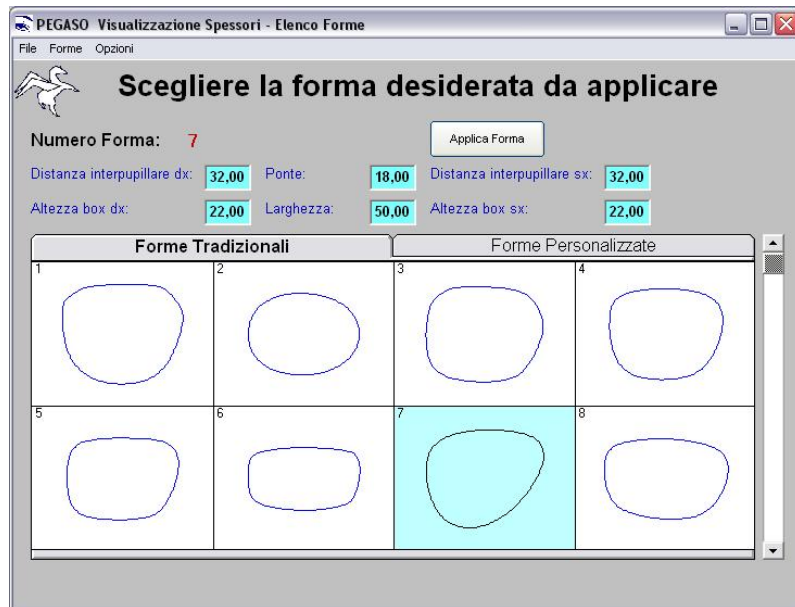 PEGASO Visualizzazione Spessori - Elenco Forme
File Forme Opzioni
Scegliere la forma desiderata da applicare
Numero Forma: 7 Applica Forma
Distanza interpupillare dx: 32,00 Ponte: 18,00 Distanza interpupillare sx: 32,00
Altezza box dx: 22,00 Larghezza: 50,00 Altezza box sx: 22,00
Forme Tradizionali Forme Personalizzate
1 2 3 4
5 6 7 8